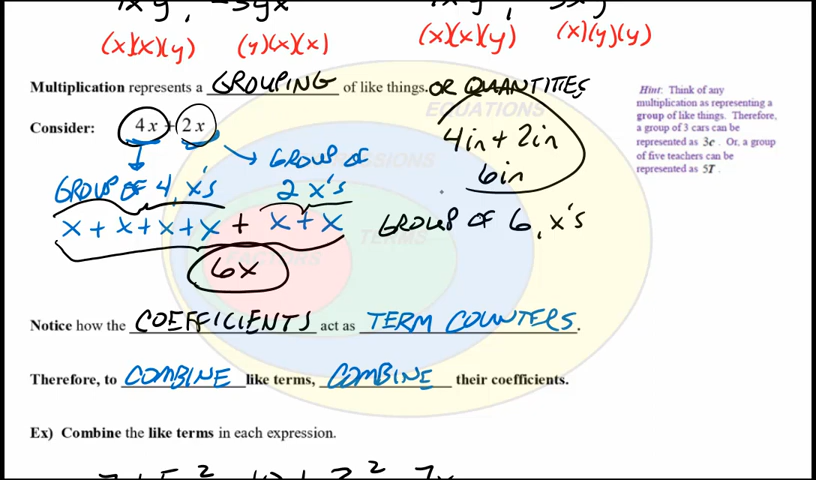 (x)(x)(y) (y)(x)(x) (x)(x)(y) (x)(y)(y)
Multiplication represents a GROUPING of like things. OR QUANTITIES
Hint: Think of any
multiplication as representing a
group of like things. Therefore,
a group of 3 cars can be
represented as 3c. Or, a group
of five teachers can be
represented as 5T.
EQUATIONS
Consider: 4x + 2x
4in + 2in
6in
GROUP OF 4, X'S
GROUP OF
2 X'S
x + x + x + x + x + x GROUP OF 6, X'S
TERMS
FACTORS
6x
Notice how the COEFFICIENTS act as TERM COUNTERS.
Therefore, to COMBINE like terms, COMBINE their coefficients.
Ex) Combine the like terms in each expression.